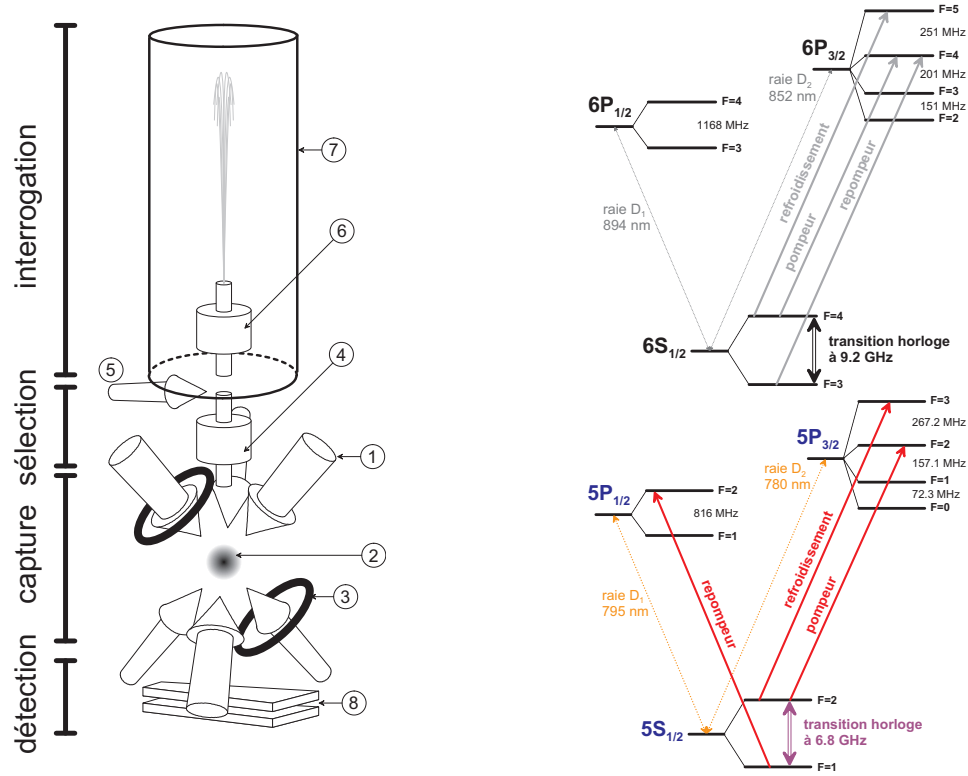 interrogation
sélection
capture
détection
7
6
5
4
1
2
3
8
F=5
251 MHz
6P3/2
F=4
201 MHz
F=3
151 MHz
F=2
raie D2
852 nm
6P1/2
F=4
1168 MHz
F=3
refroidissement
pompeur
repompeur
raie D1
894 nm
F=4
6S1/2
transition horloge
à 9.2 GHz
F=3
F=3
267.2 MHz
5P3/2
F=2
157.1 MHz
F=1
72.3 MHz
F=0
raie D2
780 nm
5P1/2
F=2
816 MHz
F=1
refroidissement
pompeur
repompeur
raie D1
795 nm
F=2
5S1/2
transition horloge
à 6.8 GHz
F=1